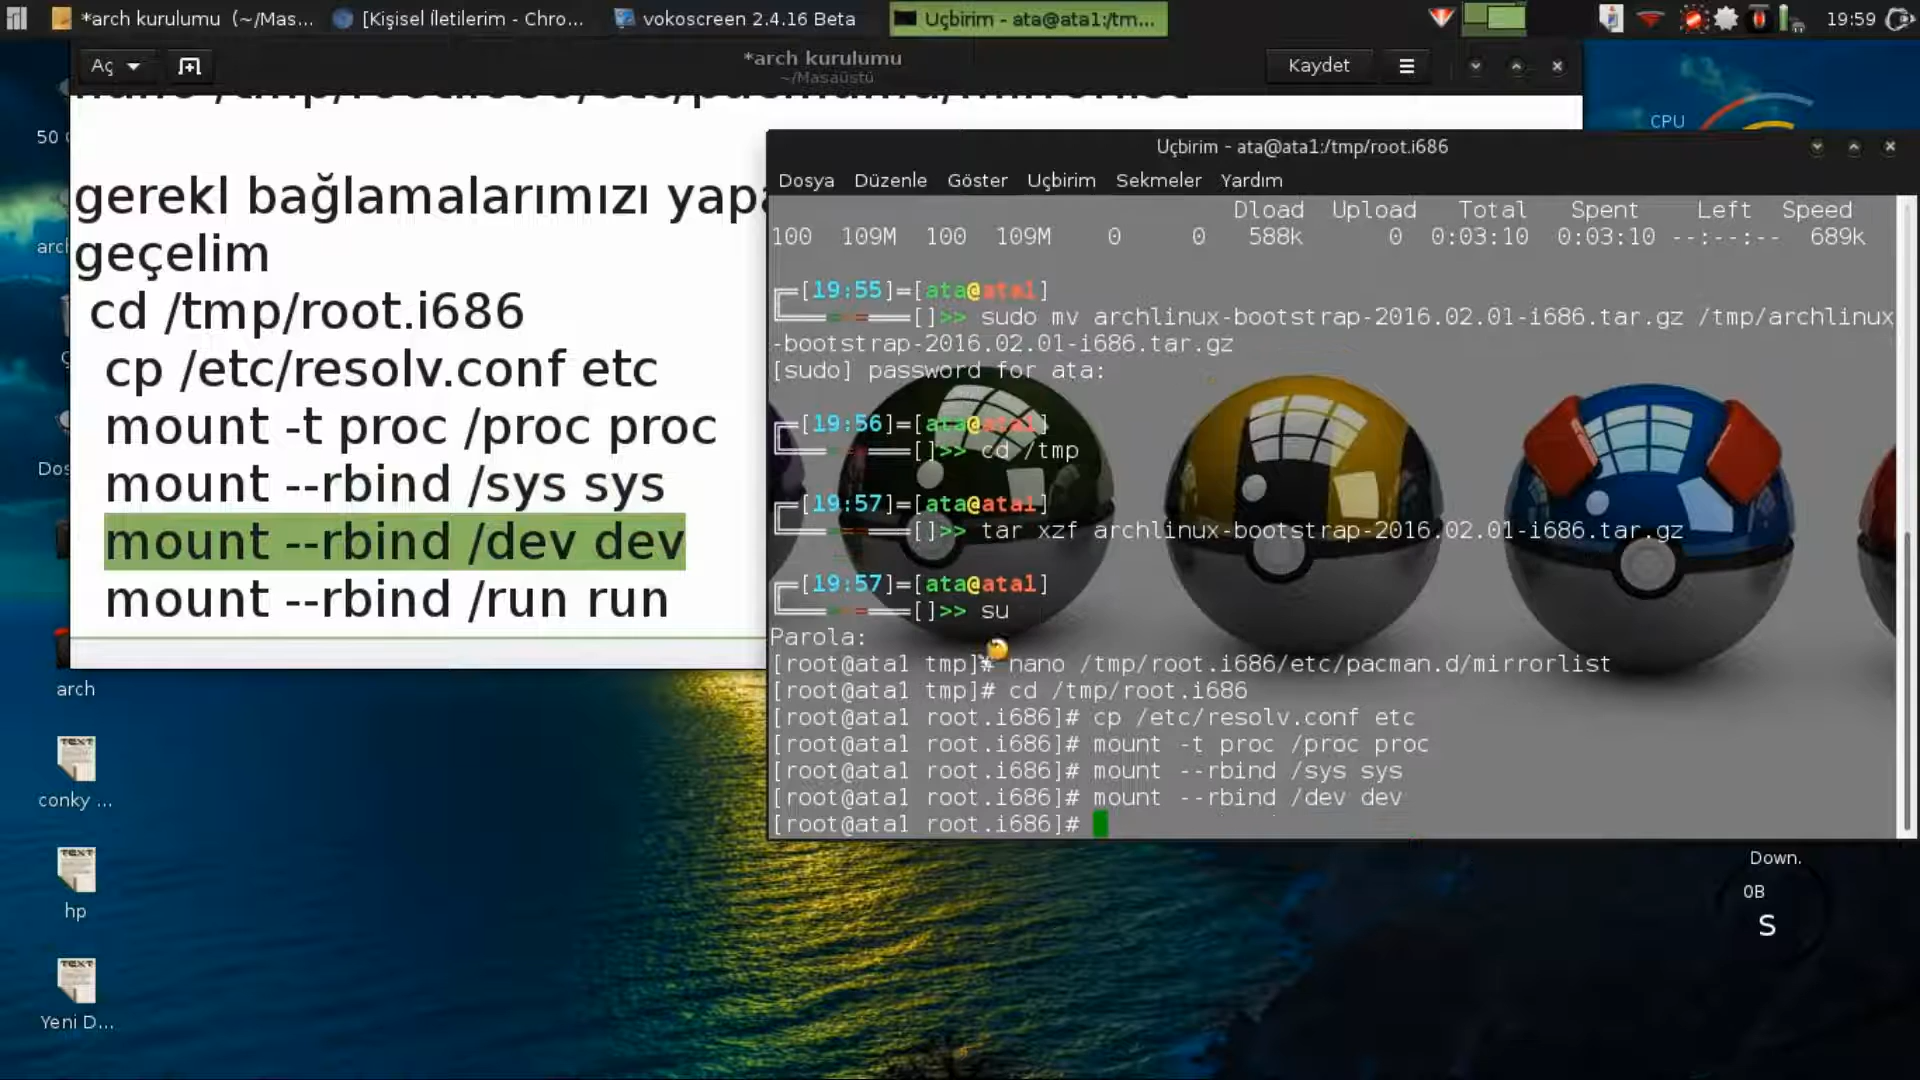 *arch kurulumu (~/Mas...
[Kişisel İletilerim - Chro...
vokoscreen 2.4.16 Beta
Uçbirim - ata@ata1:/tm...
19:59
Aç
*arch kurulumu
~/Masaüstü
Kaydet
gerekl bağlamalarımızı yapa
geçelim
cd /tmp/root.i686
cp /etc/resolv.conf etc
mount -t proc /proc proc
mount --rbind /sys sys
mount --rbind /dev dev
mount --rbind /run run
Uçbirim - ata@ata1:/tmp/root.i686
Dosya Düzenle Göster Uçbirim Sekmeler Yardım
Dload Upload Total Spent Left Speed
100 109M 100 109M 0 0 588k 0 0:03:10 0:03:10 --:--:-- 689k
[19:55]=[ata@ata1]
[]>> sudo mv archlinux-bootstrap-2016.02.01-i686.tar.gz /tmp/archlinux
-bootstrap-2016.02.01-i686.tar.gz
[sudo] password for ata:
[19:56]=[ata@ata1]
[]>> cd /tmp
[19:57]=[ata@ata1]
[]>> tar xzf archlinux-bootstrap-2016.02.01-i686.tar.gz
[19:57]=[ata@ata1]
[]>> su
Parola:
[root@ata1 tmp]# nano /tmp/root.i686/etc/pacman.d/mirrorlist
[root@ata1 tmp]# cd /tmp/root.i686
[root@ata1 root.i686]# cp /etc/resolv.conf etc
[root@ata1 root.i686]# mount -t proc /proc proc
[root@ata1 root.i686]# mount --rbind /sys sys
[root@ata1 root.i686]# mount --rbind /dev dev
[root@ata1 root.i686]#
CPU
50
Dos
arch
TEXT
conky ...
TEXT
hp
TEXT
Yeni D...
Down.
0B
S